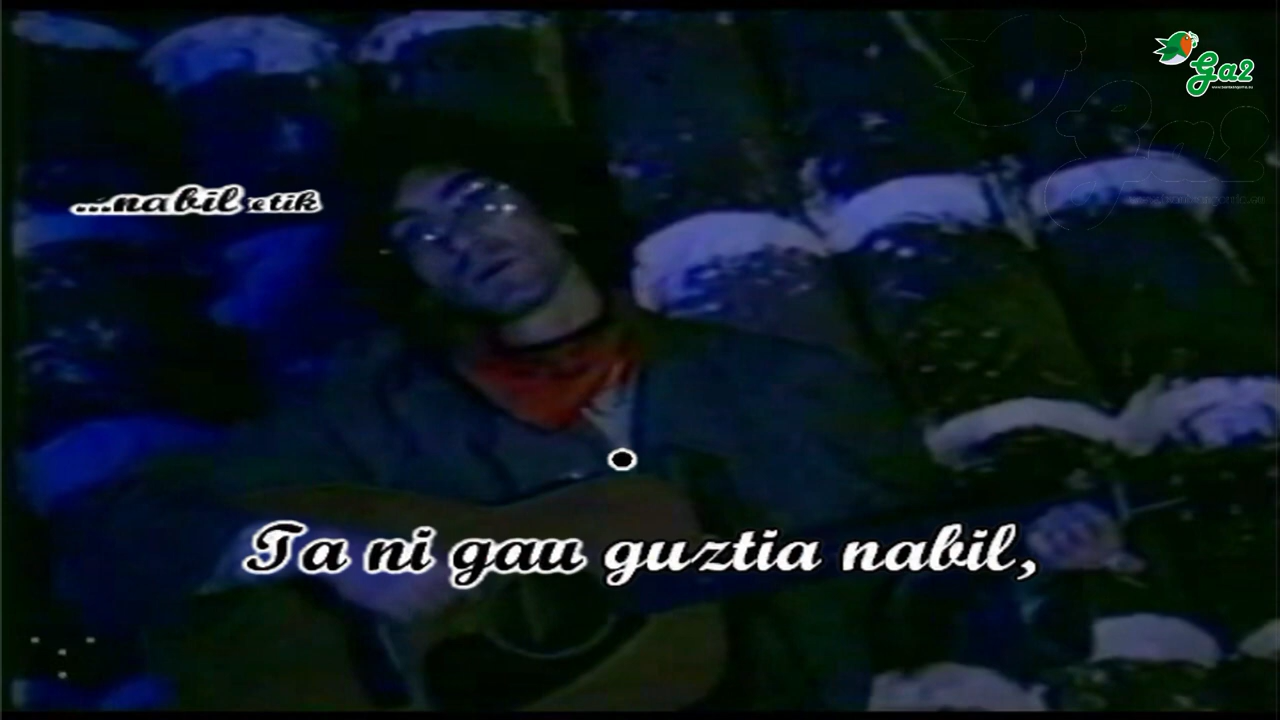 Ga2
...nabil etik
Ta ni gau guztia nabil,